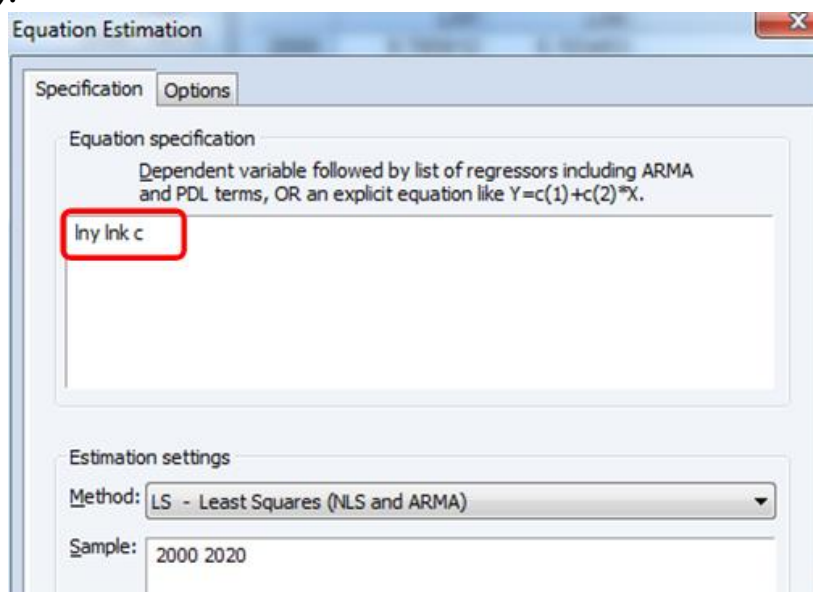 Equation Estimation
Specification Options
Equation specification
Dependent variable followed by list of regressors including ARMA
and PDL terms, OR an explicit equation like Y=c(1)+c(2)*X.
lny lnk c
Estimation settings
Method: LS - Least Squares (NLS and ARMA)
Sample: 2000 2020